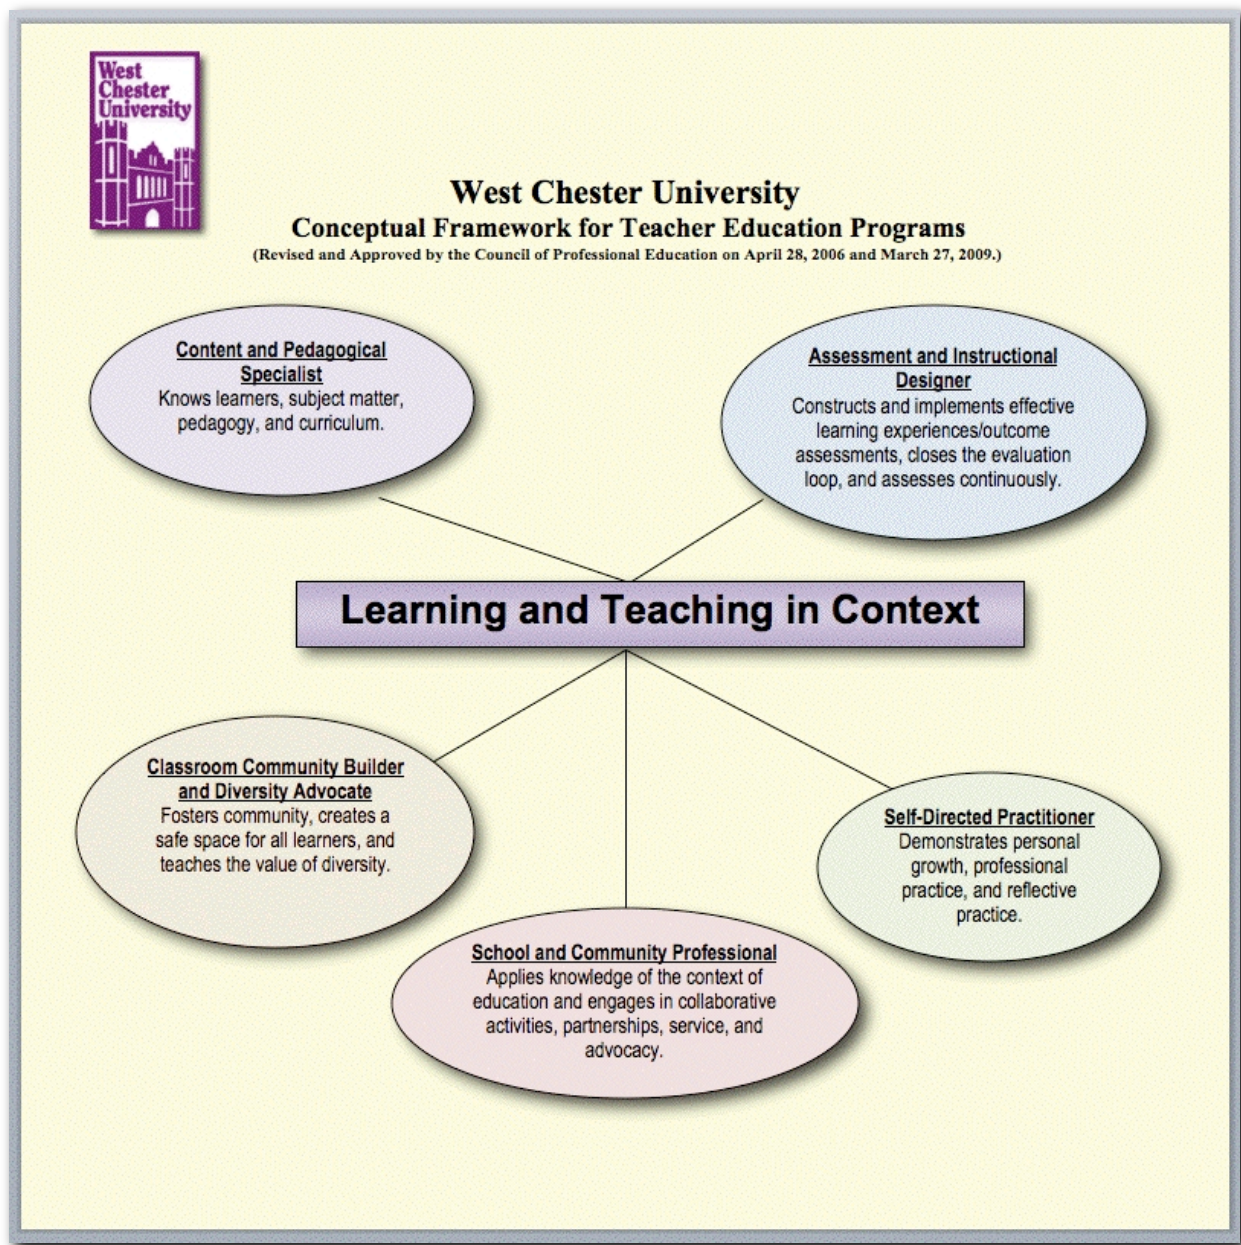 West
Chester
University
West Chester University
Conceptual Framework for Teacher Education Programs
(Revised and Approved by the Council of Professional Education on April 28, 2006 and March 27, 2009.)
Content and Pedagogical
Specialist
Knows learners, subject matter,
pedagogy, and curriculum.
Assessment and Instructional
Designer
Constructs and implements effective
learning experiences/outcome
assessments, closes the evaluation
loop, and assesses continuously.
Learning and Teaching in Context
Classroom Community Builder
and Diversity Advocate
Fosters community, creates a
safe space for all learners, and
teaches the value of diversity.
Self-Directed Practitioner
Demonstrates personal
growth, professional
practice, and reflective
practice.
School and Community Professional
Applies knowledge of the context of
education and engages in collaborative
activities, partnerships, service, and
advocacy.